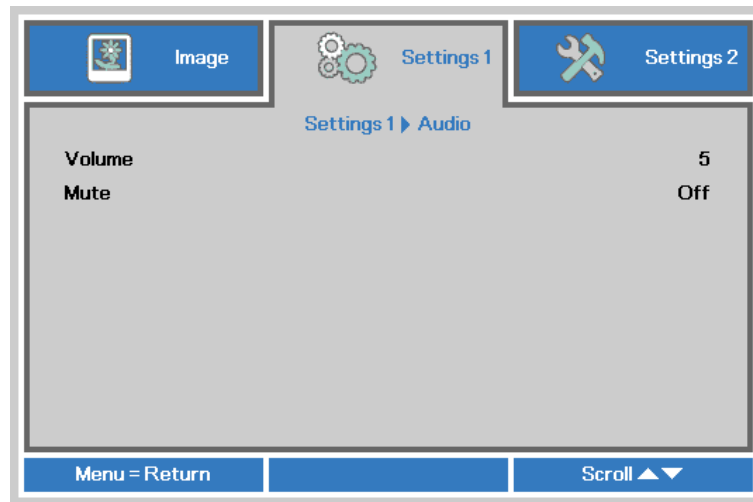 Image Settings 1 Settings 2
Settings 1 Audio
Volume 5
Mute Off
Menu = Return Scroll